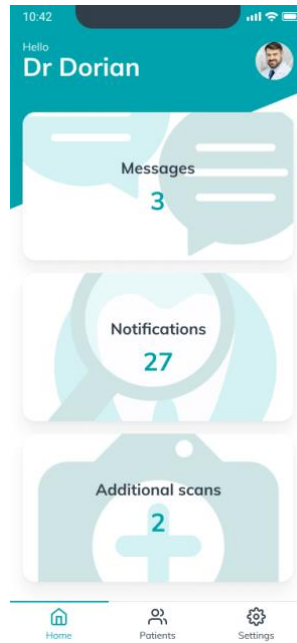 10:42
Hello
Dr Dorian
Messages
3
Notifications
27
Additional scans
2
Home
Patients
Settings